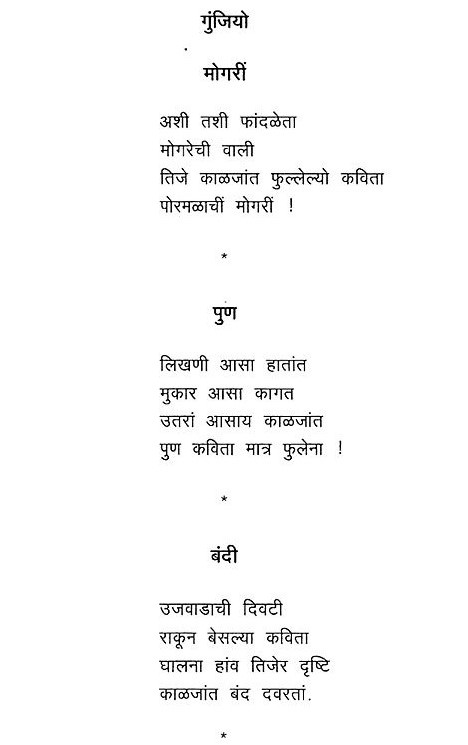 गुंजियो
मोगरीं
अशी तशी फांदळेता
मोगरेची वाली
तिजे काळजांत फुल्लेल्यो कविता
पोरमळाचीं मोगरीं !
*
पुण
लिखणी आसा हातांत
मुकार आसा कागत
उतरां आसाय काळजांत
पुण कविता मात्र फुलेना !
*
बंदी
उजवाडाची दिवटी
राकून बेसल्या कविता
घालना हांव तिजेर दृष्टि
काळजांत बंद दवरतां.
*